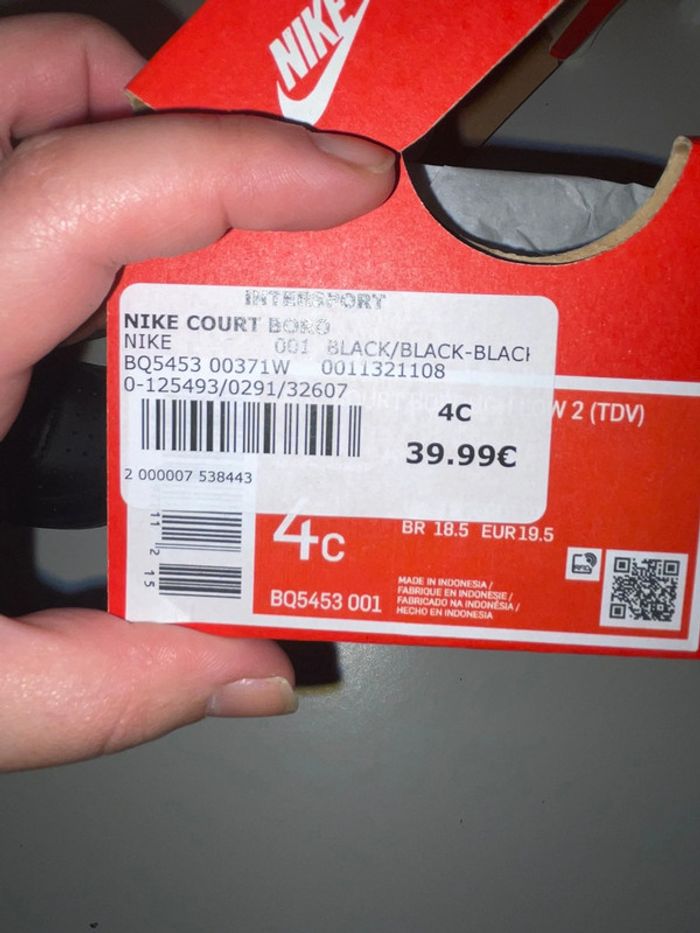 NIKE
INTERSPORT
NIKE COURT BORO
NIKE 001 BLACK/BLACK-BLACK
BQ5453 00371W 0011321108
0-125493/0291/32607
4C
W 2 (TDV)
39.99€
2 000007 538443
11 2 15
4C
BR 18.5 EUR 19.5
BQ5453 001
MADE IN INDONESIA /
FABRIQUE EN INDONESIE /
FABRICADO NA INDONÉSIA /
HECHO EN INDONESIA